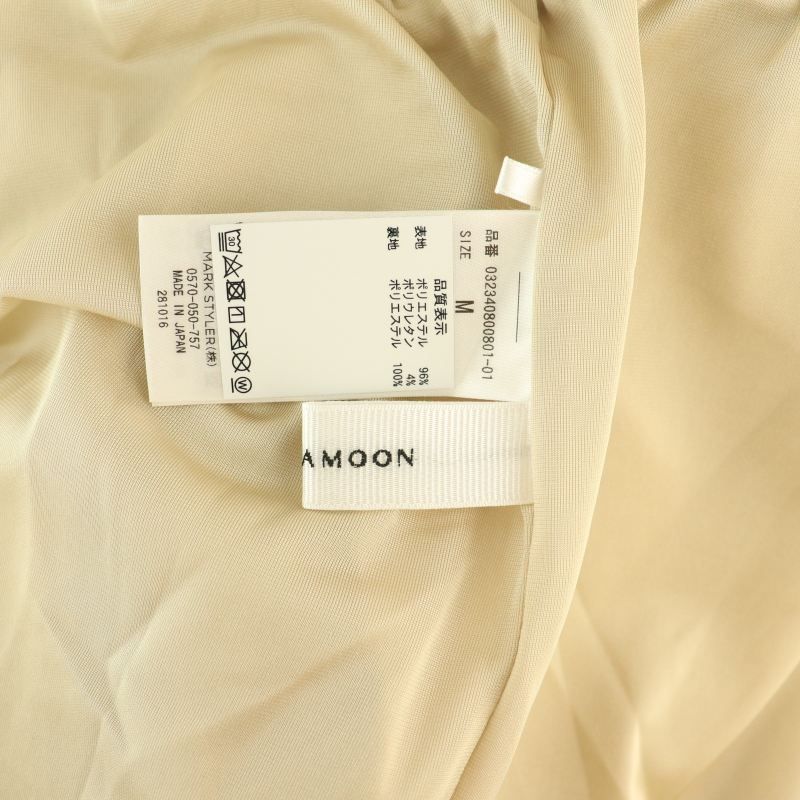 品番 032340800801-01
SIZE M
品質表示
表地 ポリエステル 96%
ポリウレタン 4%
裏地 ポリエステル 100%
30
W
MARK STYLER(株)
0570-050-757
MADE IN JAPAN
281016
AMOON